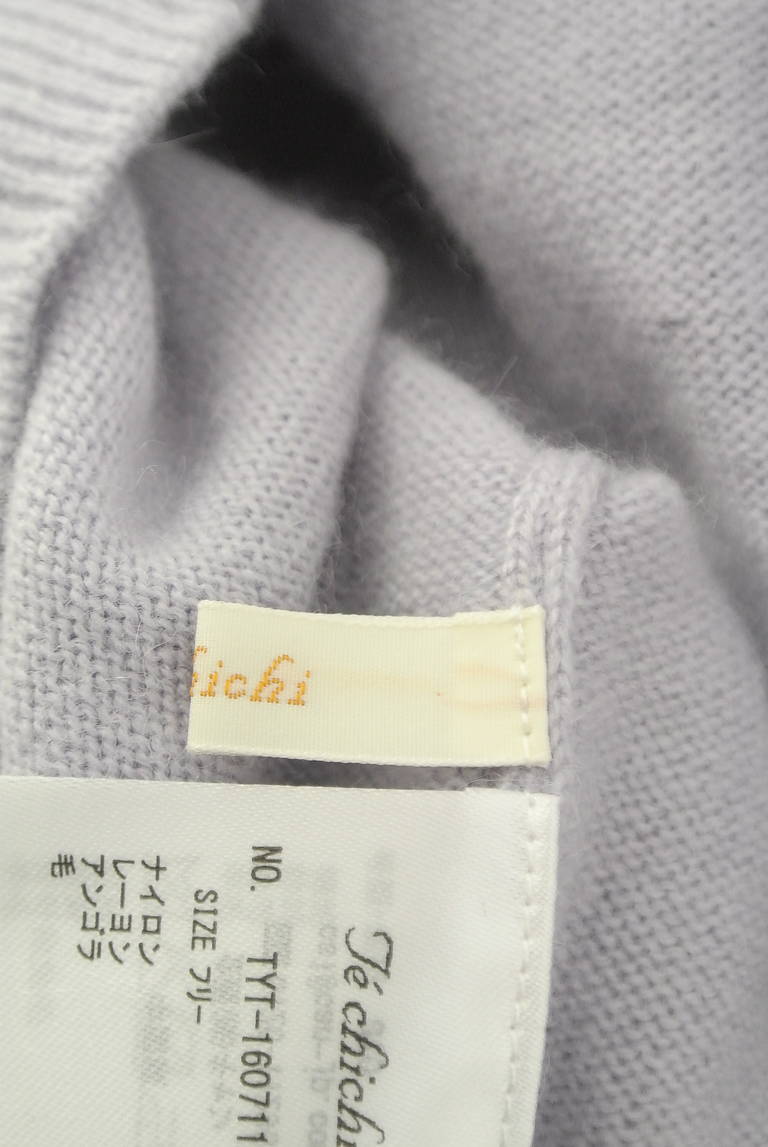 hichi
Té chichi
NO. TYT-160711
SIZE フリー
ナイロン
レーヨン
アンゴラ
毛